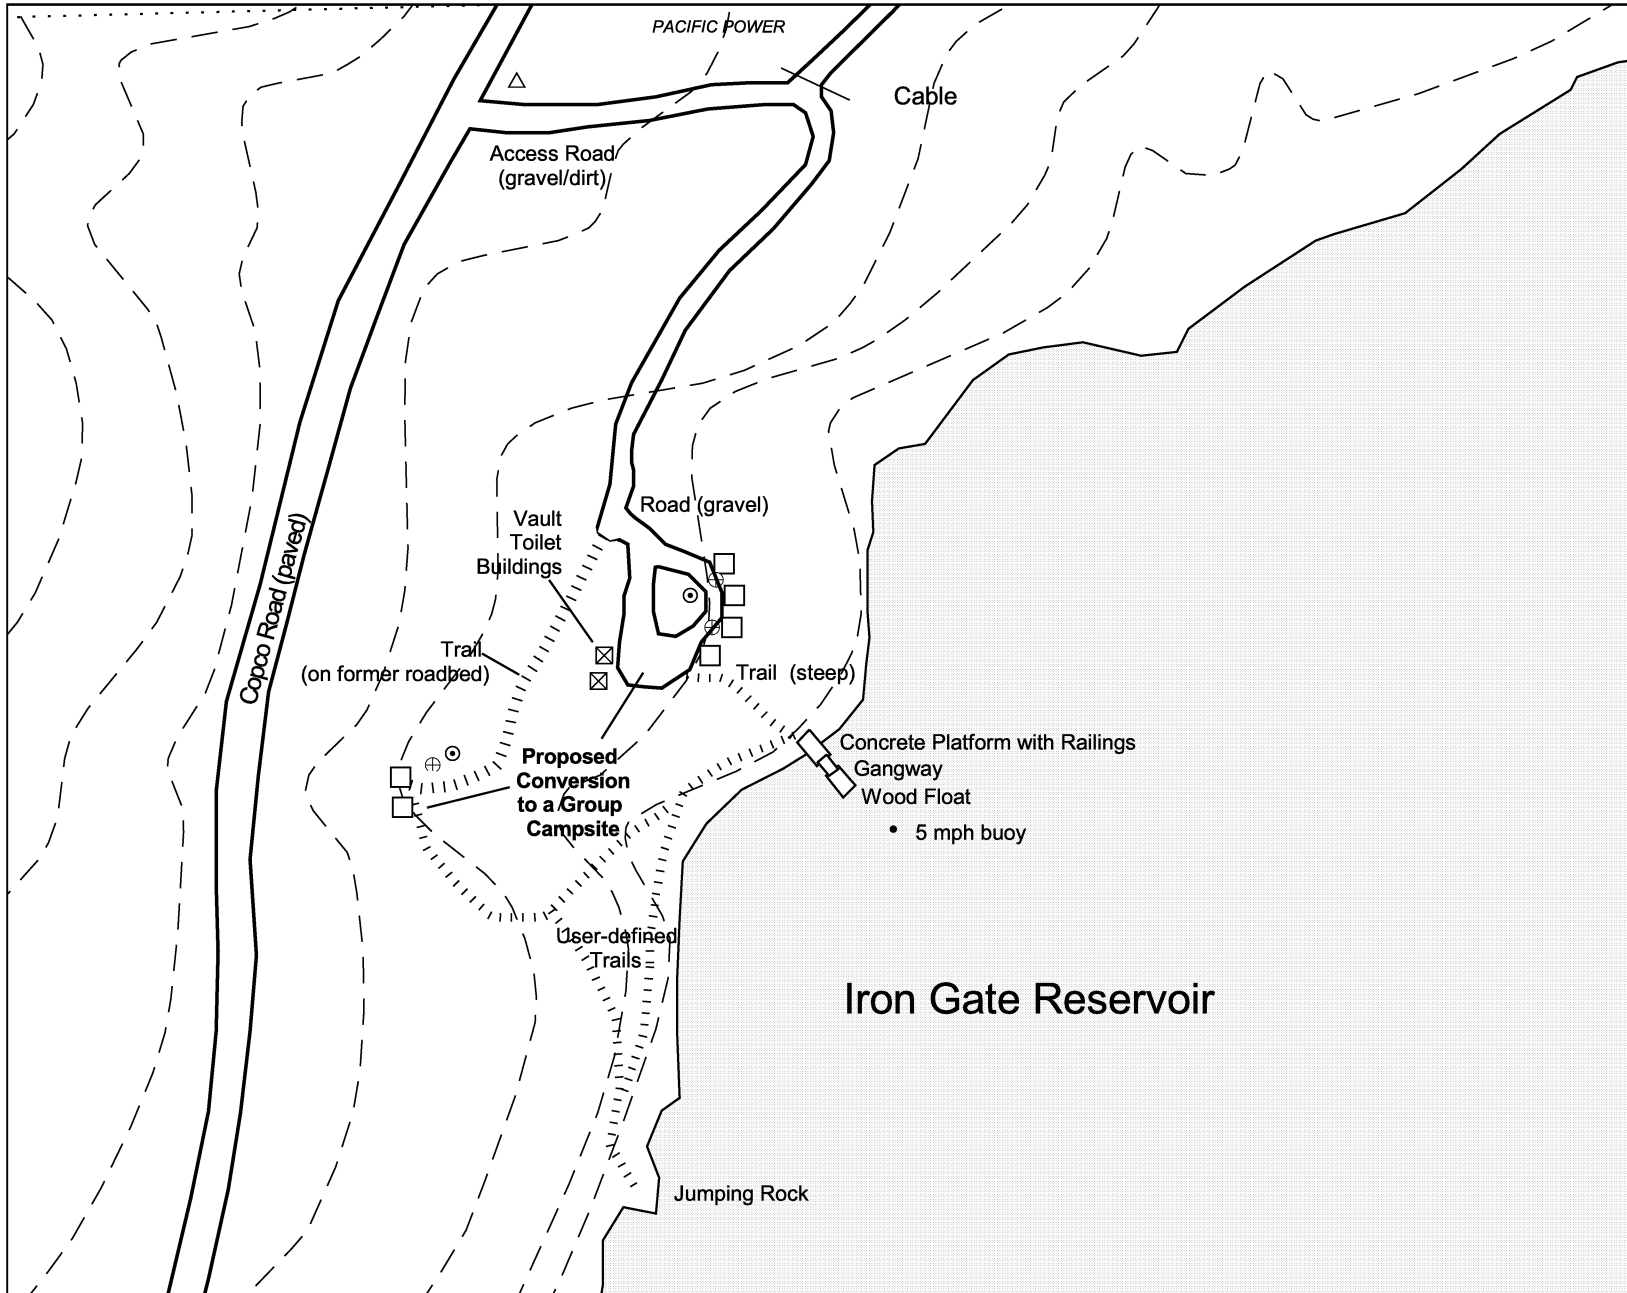 PACIFIC POWER
Cable
Access Road
(gravel/dirt)
Road (gravel)
Vault
Toilet
Buildings
Copco Road (paved)
Trail
(on former roadbed)
Trail (steep)
Proposed
Conversion
to a Group
Campsite
Concrete Platform with Railings
Gangway
Wood Float
5 mph buoy
User-defined
Trails
Iron Gate Reservoir
Jumping Rock